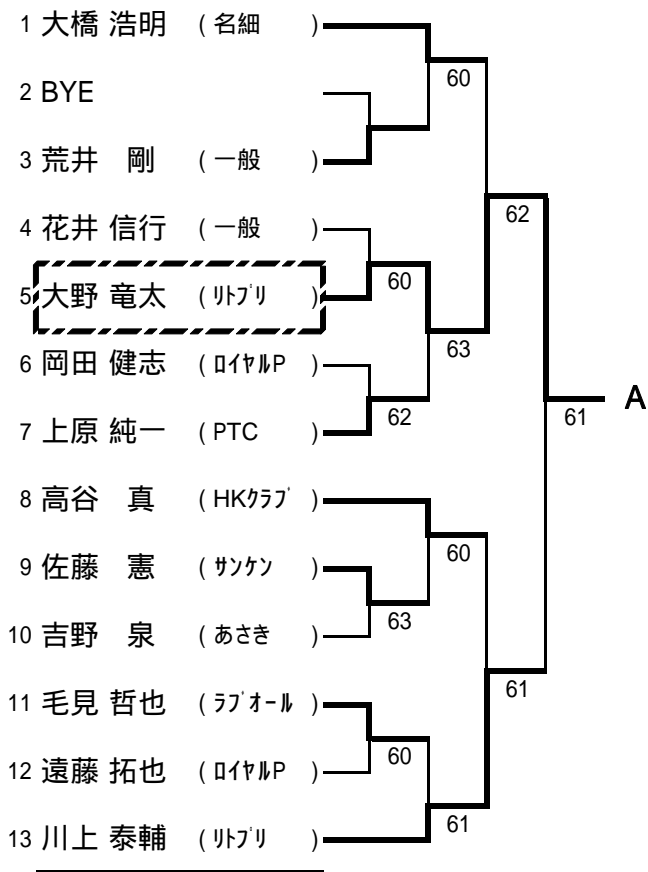 1 大橋 浩明 (名細)
60
2 BYE
3 荒井 剛 (一般)
62
4 花井 信行 (一般)
60
5 大野 竜太 (ﾘﾄﾌﾟﾘ)
63
6 岡田 健志 (ﾛｲﾔﾙP)
A
62
61
7 上原 純一 (PTC)
8 高谷 真 (HKｸﾗﾌﾞ)
60
9 佐藤 憲 (ｻﾝｹﾝ)
63
10 吉野 泉 (あさき)
61
11 毛見 哲也 (ﾗﾌﾞｵｰﾙ)
60
12 遠藤 拓也 (ﾛｲﾔﾙP)
61
13 川上 泰輔 (ﾘﾄﾌﾟﾘ)